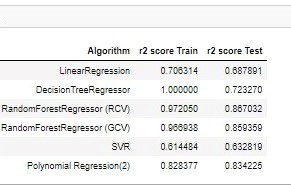 Algorithm r2 score Train r2 score Test
LinearRegression 0.706314 0.687891
DecisionTreeRegressor 1.000000 0.723270
RandomForestRegressor (RCV) 0.972050 0.867032
RandomForestRegressor (GCV) 0.966938 0.859359
SVR 0.614484 0.632819
Polynomial Regression(2) 0.828377 0.834225